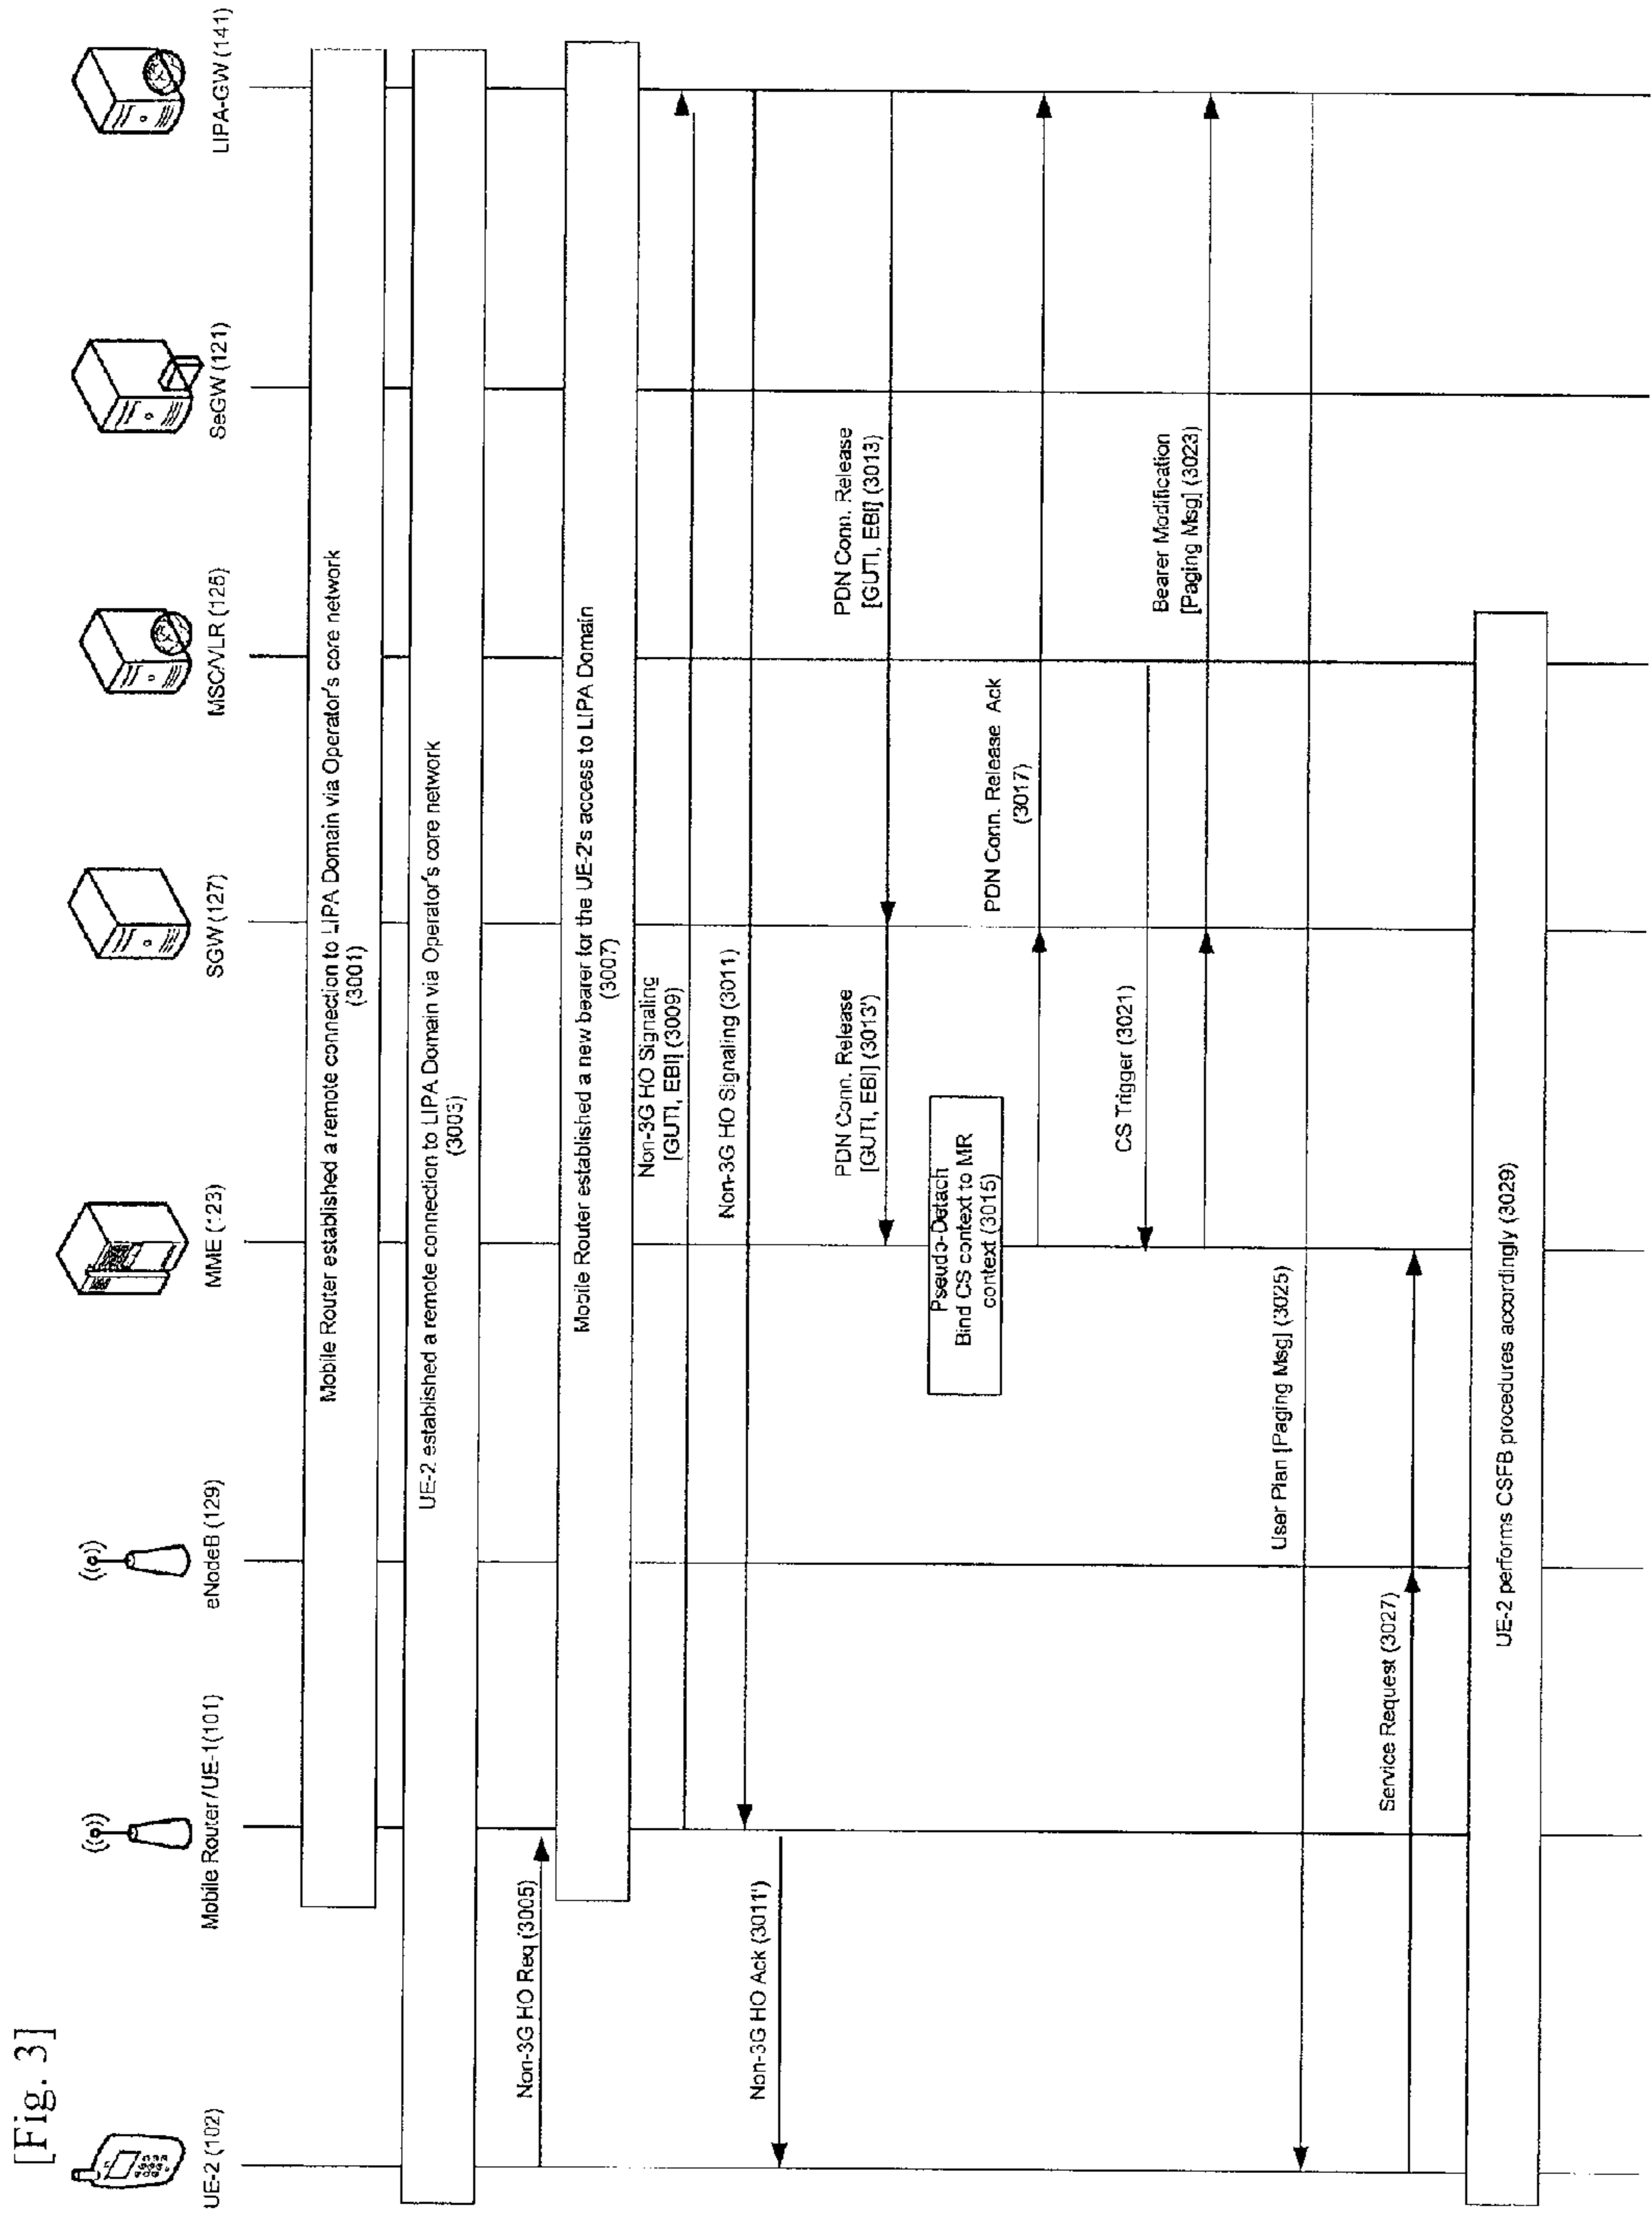 [Fig. 3]
UE-2 (102)
Mobile Router/UE-1(101)
eNodeB (129)
MME (123)
SGW (127)
MSC/VLR (125)
SeGW (121)
LIPA-GW (141)
Mobile Router established a remote connection to LIPA Domain via Operator's core network
(3001)
UE-2 established a remote connection to LIPA Domain via Operator's core network
(3003)
Non-3G HO Req (3005)
Mobile Router established a new bearer for the UE-2's access to LIPA Domain
(3007)
Non-3G HO Signaling
[GUTI, EBI] (3009)
Non-3G HO Signaling (3011)
Non-3G HO Ack (3011')
PDN Conn. Release
[GUTI, EBI] (3013)
PDN Conn. Release
[GUTI, EBI] (3013')
Pseudo-Detach
Bind CS context to MR
context (3015)
PDN Conn. Release Ack
(3017)
CS Trigger (3021)
Bearer Modification
[Paging Msg] (3023)
User Plan [Paging Msg] (3025)
Service Request (3027)
UE-2 performs CSFB procedures accordingly (3029)